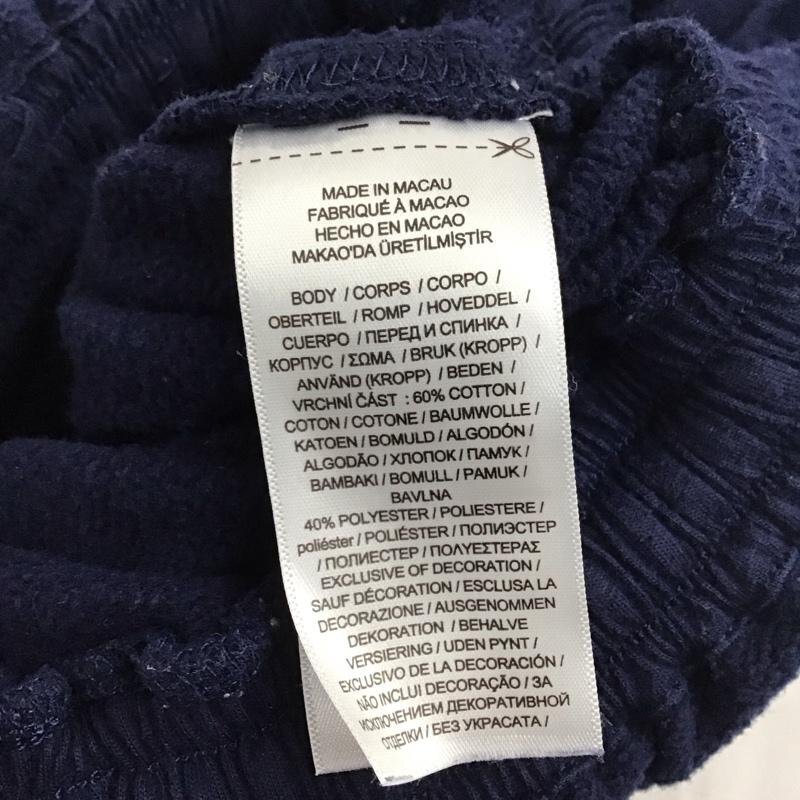 MADE IN MACAU
FABRIQUÉ À MACAO
HECHO EN MACAO
MAKAO'DA ÜRETİLMİŞTİR
BODY / CORPS / CORPO /
OBERTEIL / ROMP / HOVEDDEL /
CUERPO / ПЕРЕД И СПИНКА /
КОРПУС / ΣΩΜΑ / BRUK (KROPP) /
ANVÄND (KROPP) / BEDEN /
VRCHNÍ ČÁST : 60% COTTON /
COTON / COTONE / BAUMWOLLE /
KATOEN / BOMULD / ALGODÓN /
ALGODÃO / ХЛОПОК / ПАМУК /
BAMBAKI / BOMULL / PAMUK /
BAVLNA
40% POLYESTER / POLIESTERE /
poliéster / POLIÉSTER / ПОЛИЭСТЕР
/ ПОЛИЕСТЕР / ΠΟΛΥΕΣΤΕΡΑΣ
EXCLUSIVE OF DECORATION /
SAUF DÉCORATION / ESCLUSA LA
DECORAZIONE / AUSGENOMMEN
DEKORATION / BEHALVE
VERSIERING / UDEN PYNT /
EXCLUSIVO DE LA DECORACIÓN /
NÃO INCLUI DECORAÇÃO / ЗА
ИСКЛЮЧЕНИЕМ ДЕКОРАТИВНОЙ
ОТДЕЛКИ / БЕЗ УКРАСАТА /